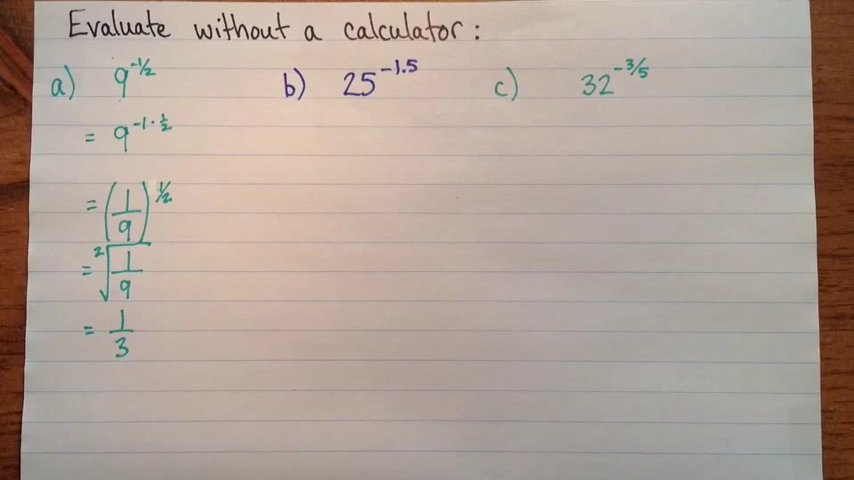 Evaluate without a calculator:
a) 9^{-1/2} b) 25^{-1.5} c) 32^{-3/5}
= 9^{-1 · 1/2}
= (1/9)^{1/2}
= ²√(1/9)
= 1/3